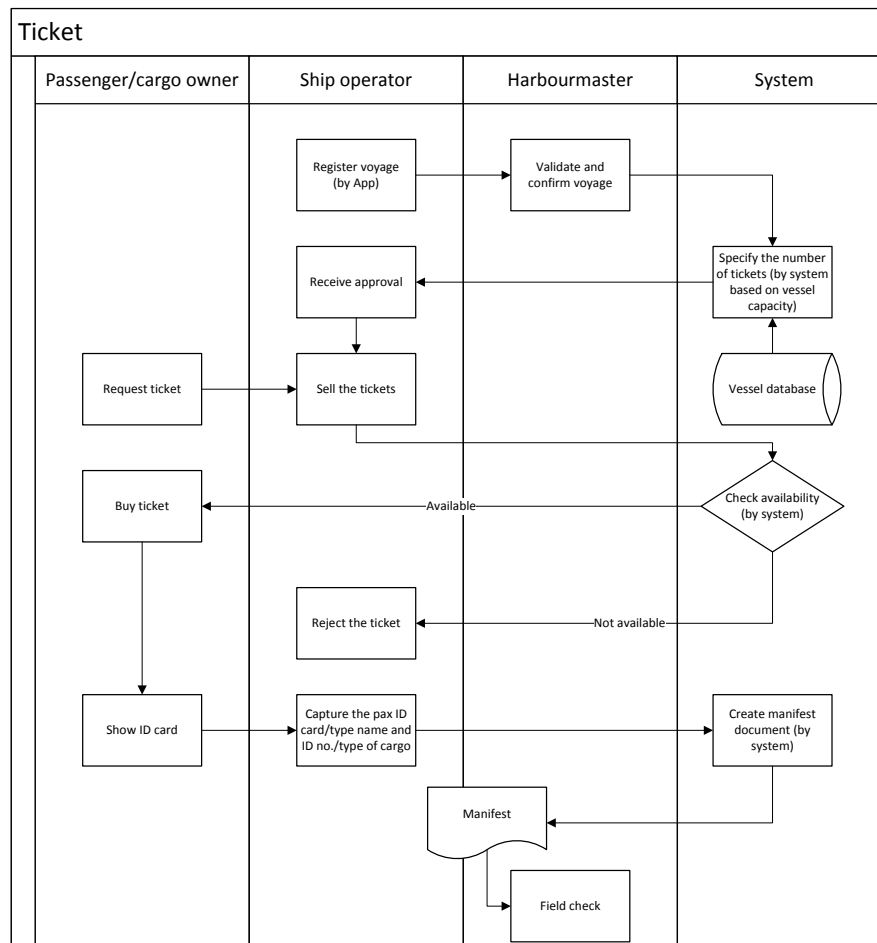 Ticket
Passenger/cargo owner
Ship operator
Harbourmaster
System
Register voyage
(by App)
Validate and
confirm voyage
Receive approval
Specify the number
of tickets (by system
based on vessel
capacity)
Request ticket
Sell the tickets
Vessel database
Buy ticket
Available
Check availability
(by system)
Reject the ticket
Not available
Show ID card
Capture the pax ID
card/type name and
ID no./type of cargo
Create manifest
document (by
system)
Manifest
Field check